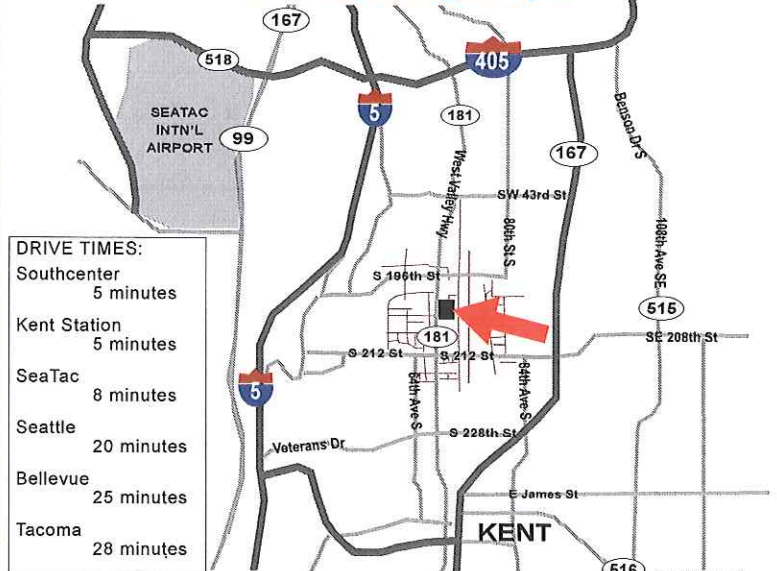 167
518
405
SEATAC
INTN'L
AIRPORT
5
99
181
167
Benson Dr S
West Valley Hwy
SW 43rd St
80th St S
108th Ave SE
S 196th St
515
SE 208th St
181
S 212 St
S 212 St
5
64th Ave S
84th Ave S
S 228th St
Veterans Dr
E James St
KENT
516
DRIVE TIMES:
Southcenter
5 minutes
Kent Station
5 minutes
SeaTac
8 minutes
Seattle
20 minutes
Bellevue
25 minutes
Tacoma
28 minutes